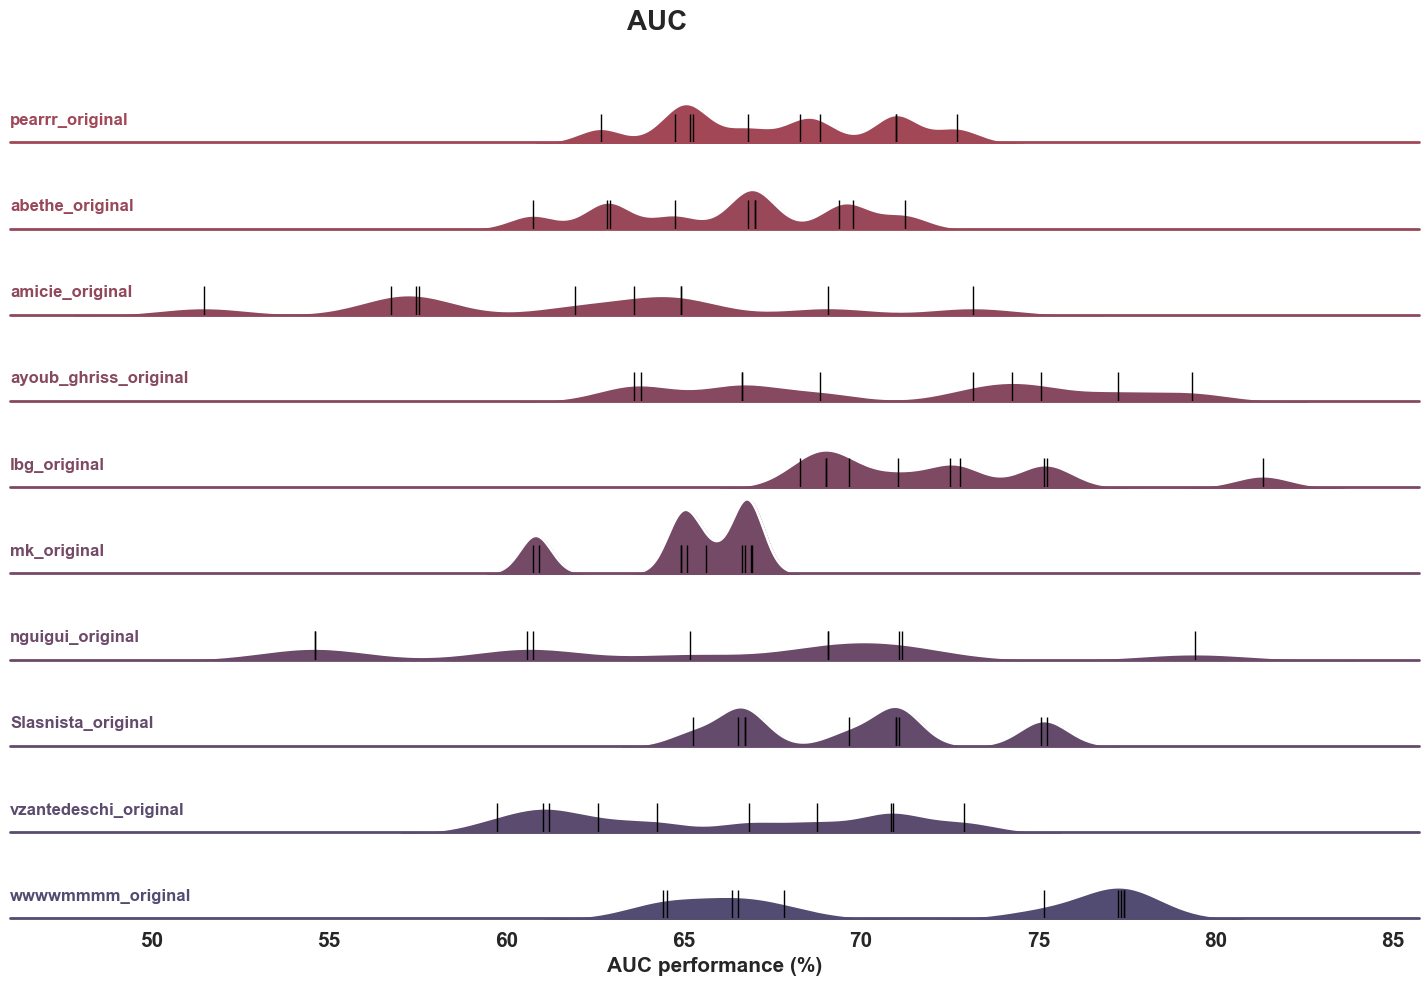 AUC
pearrr_original
abethe_original
amicie_original
ayoub_ghriss_original
lbg_original
mk_original
nguigui_original
Slasnista_original
vzantedeschi_original
wwwwmmmm_original
50 55 60 65 70 75 80 85
AUC performance (%)